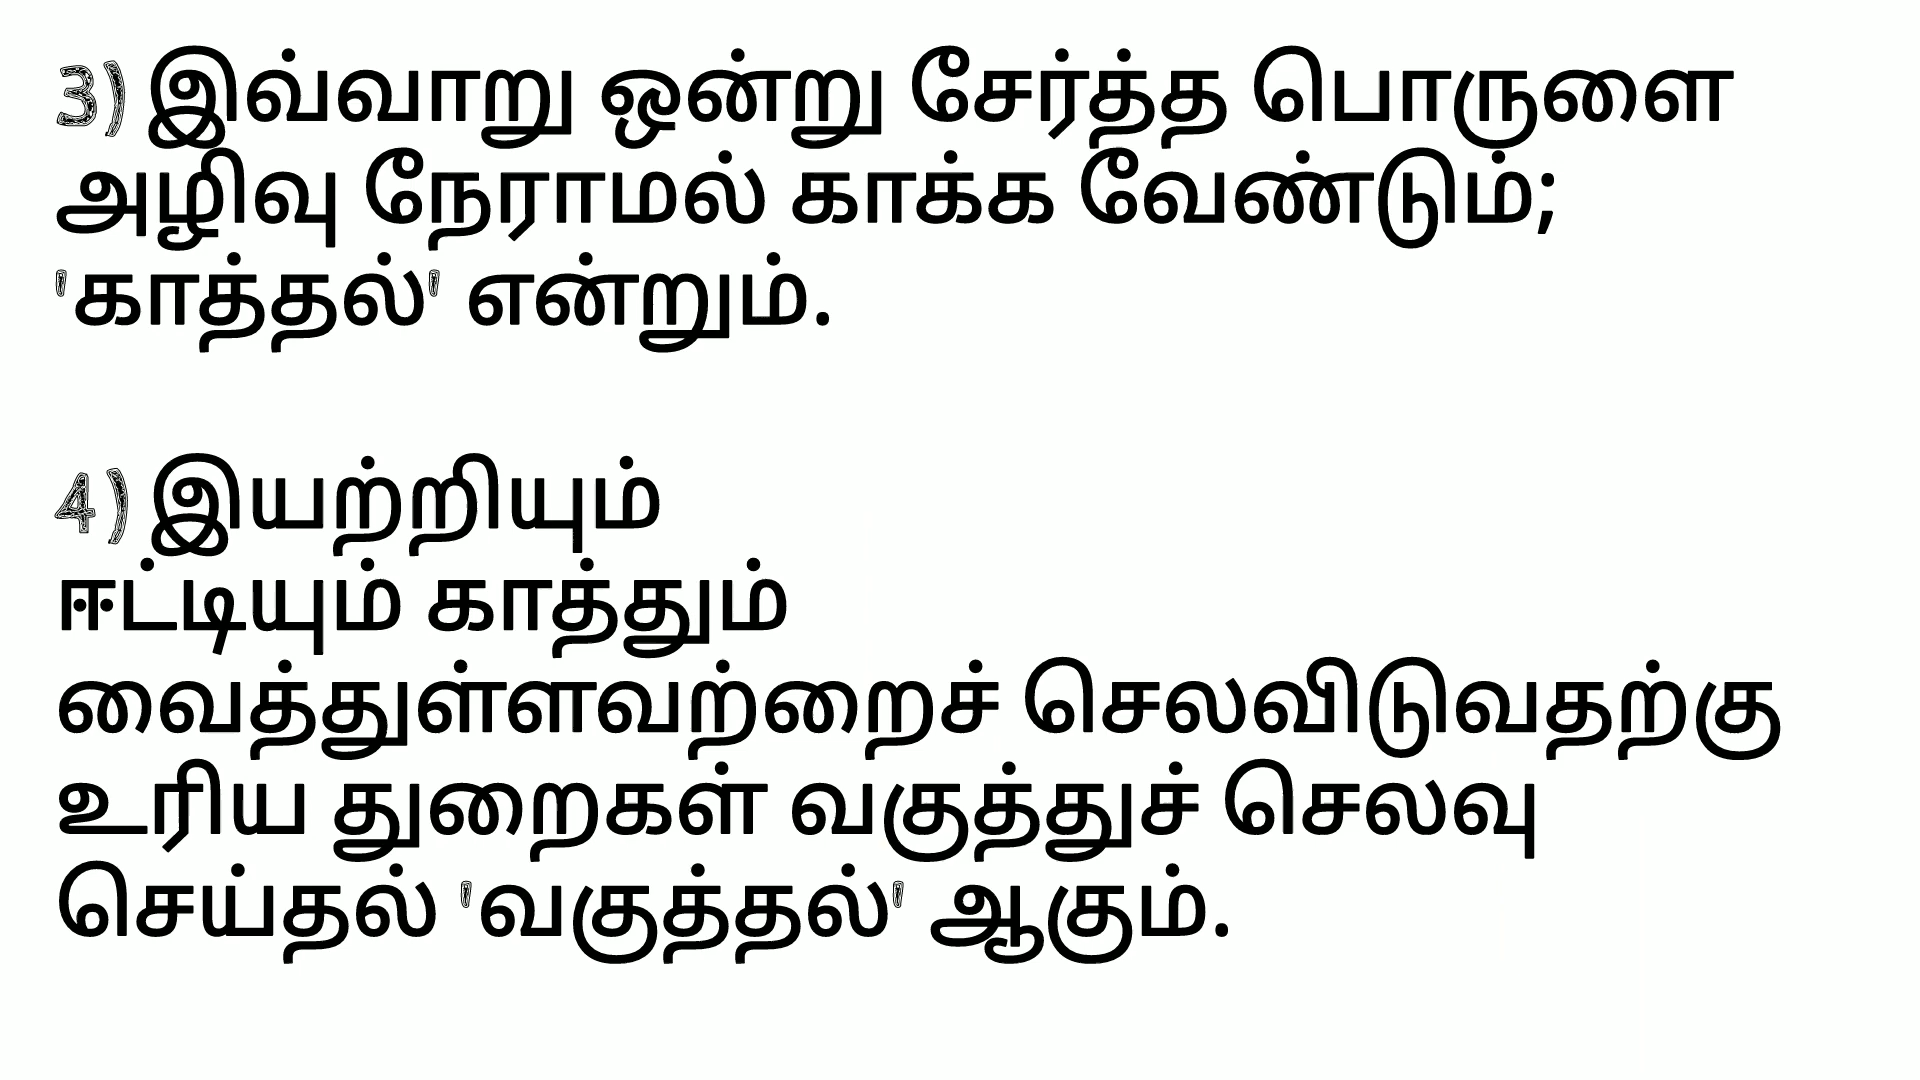 3) இவ்வாறு ஒன்று சேர்த்த பொருளை
அழிவு நேராமல் காக்க வேண்டும்;
'காத்தல்' என்றும்.
4) இயற்றியும்
ஈட்டியும் காத்தும்
வைத்துள்ளவற்றைச் செலவிடுவதற்கு
உரிய துறைகள் வகுத்துச் செலவு
செய்தல் 'வகுத்தல்' ஆகும்.